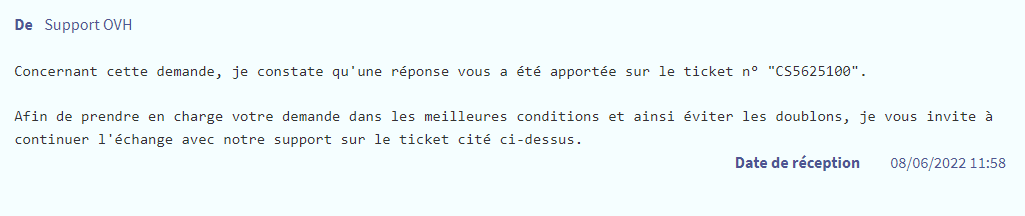 De Support OVH
Concernant cette demande, je constate qu'une réponse vous a été apportée sur le ticket n° "CS5625100".
Afin de prendre en charge votre demande dans les meilleures conditions et ainsi éviter les doublons, je vous invite à
continuer l'échange avec notre support sur le ticket cité ci-dessus.
Date de réception 08/06/2022 11:58